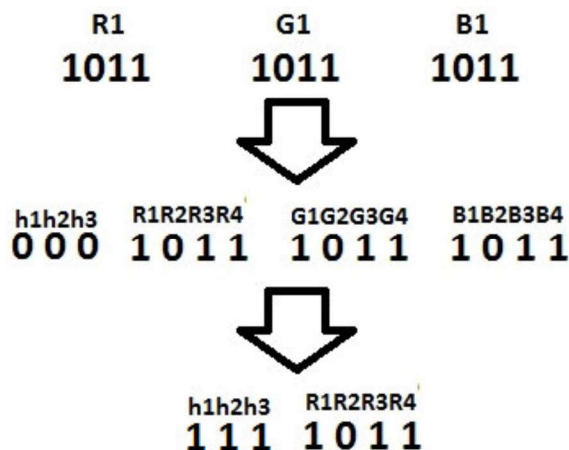 R1 G1 B1
1011 1011 1011
h1h2h3 R1R2R3R4 G1G2G3G4 B1B2B3B4
0 0 0 1 0 1 1 1 0 1 1 1 0 1 1
h1h2h3 R1R2R3R4
1 1 1 1 0 1 1